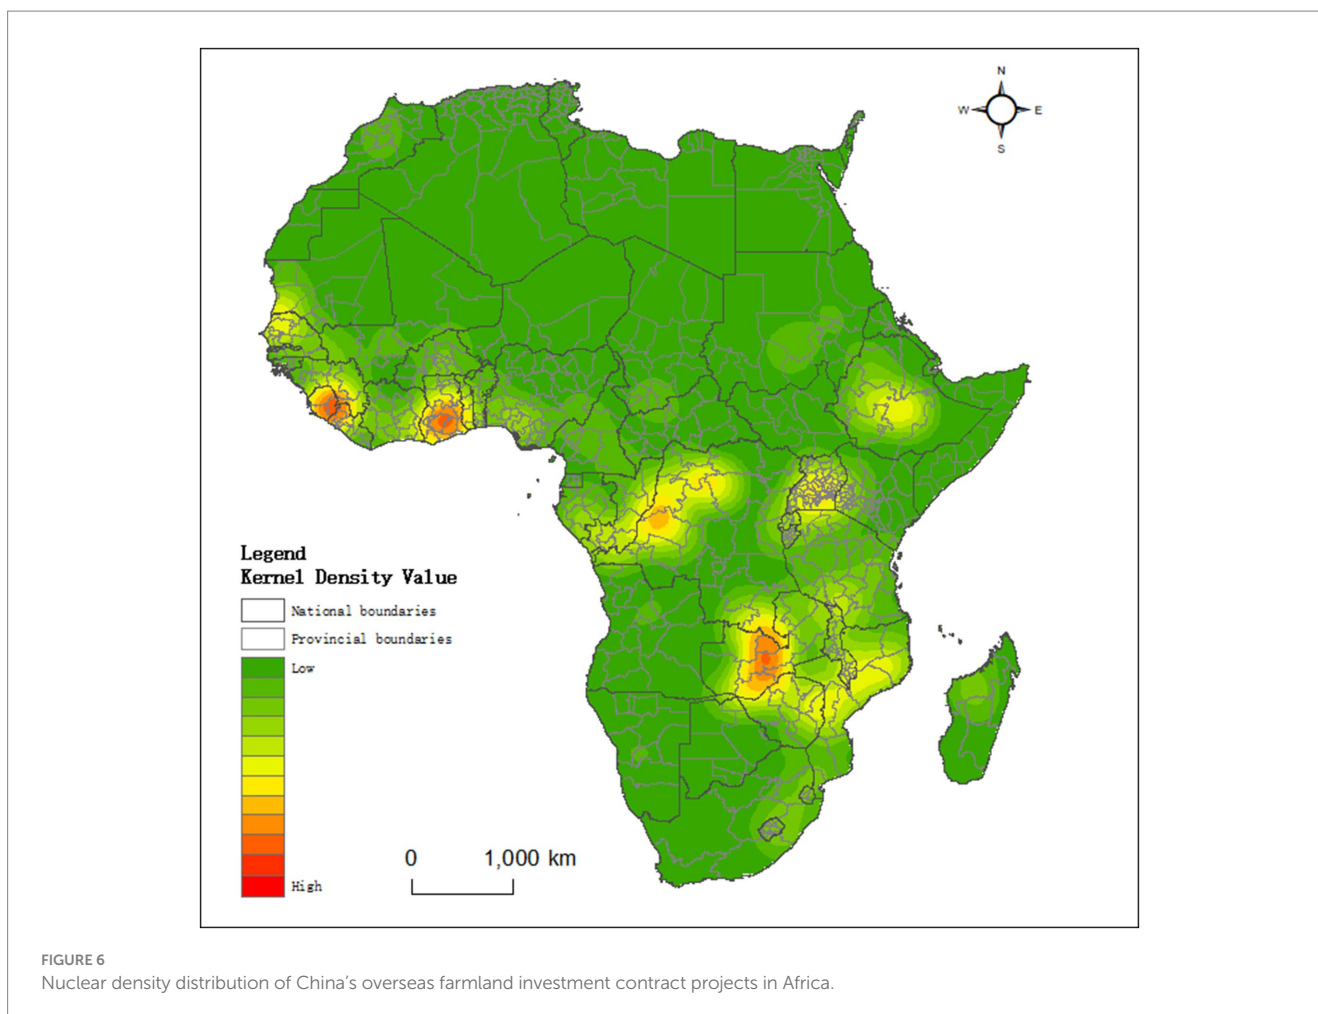 N
W E
S
Legend
Kernel Density Value
National boundaries
Provincial boundaries
Low
High
0 1,000 km
FIGURE 6
Nuclear density distribution of China's overseas farmland investment contract projects in Africa.